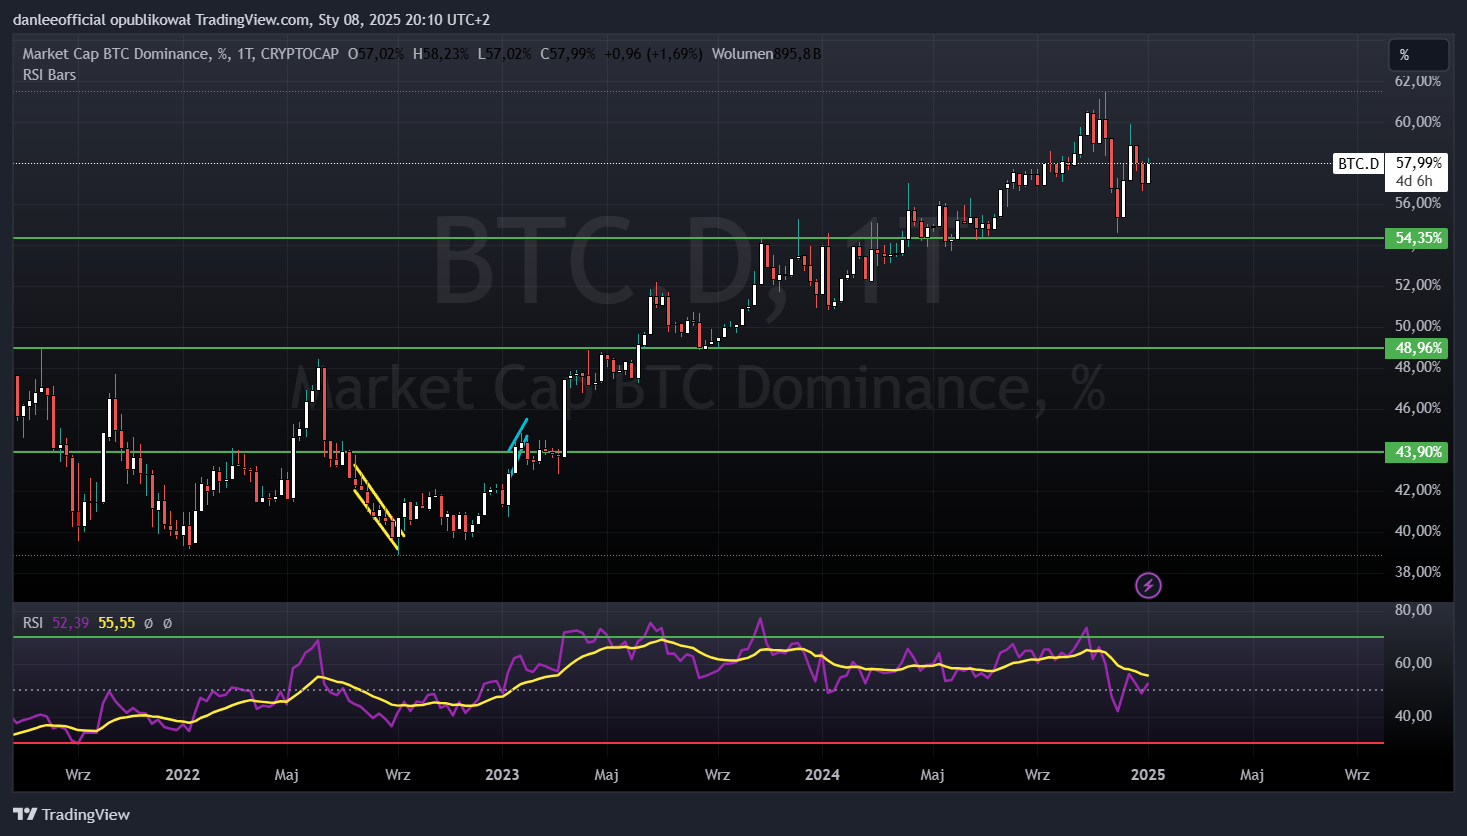 danleeofficial opublikował TradingView.com, Sty 08, 2025 20:10 UTC+2
Market Cap BTC Dominance, %, 1T, CRYPTOCAP O57,02% H58,23% L57,02% C57,99% +0,96 (+1,69%) Wolumen895,8 B
RSI Bars
%
62,00%
60,00%
BTC.D 57,99%
4d 6h
56,00%
54,35%
52,00%
50,00%
48,96%
48,00%
46,00%
43,90%
42,00%
40,00%
38,00%
BTC.D, 1T
Market Cap BTC Dominance, %
RSI 52,39 55,55 ø ø
80,00
60,00
40,00
Wrz 2022 Maj Wrz 2023 Maj Wrz 2024 Maj Wrz 2025 Maj Wrz
TradingView